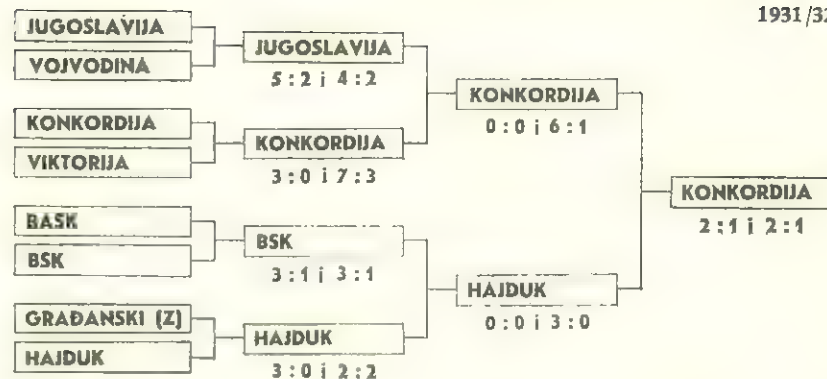 1931/32
JUGOSLAVIJA
VOJVODINA
JUGOSLAVIJA
5:2 i 4:2
KONKORDIJA
VIKTORIJA
KONKORDIJA
3:0 i 7:3
KONKORDIJA
0:0 i 6:1
BASK
BSK
BSK
3:1 i 3:1
GRAĐANSKI (Z)
HAJDUK
HAJDUK
3:0 i 2:2
HAJDUK
0:0 i 3:0
KONKORDIJA
2:1 i 2:1